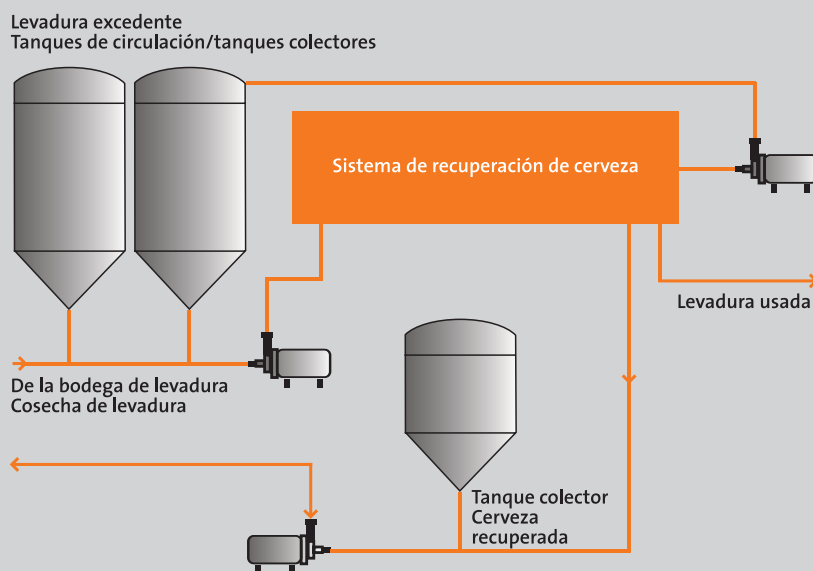 Levadura excedente
Tanques de circulación/tanques colectores
Sistema de recuperación de cerveza
Levadura usada
De la bodega de levadura
Cosecha de levadura
Tanque colector
Cerveza
recuperada